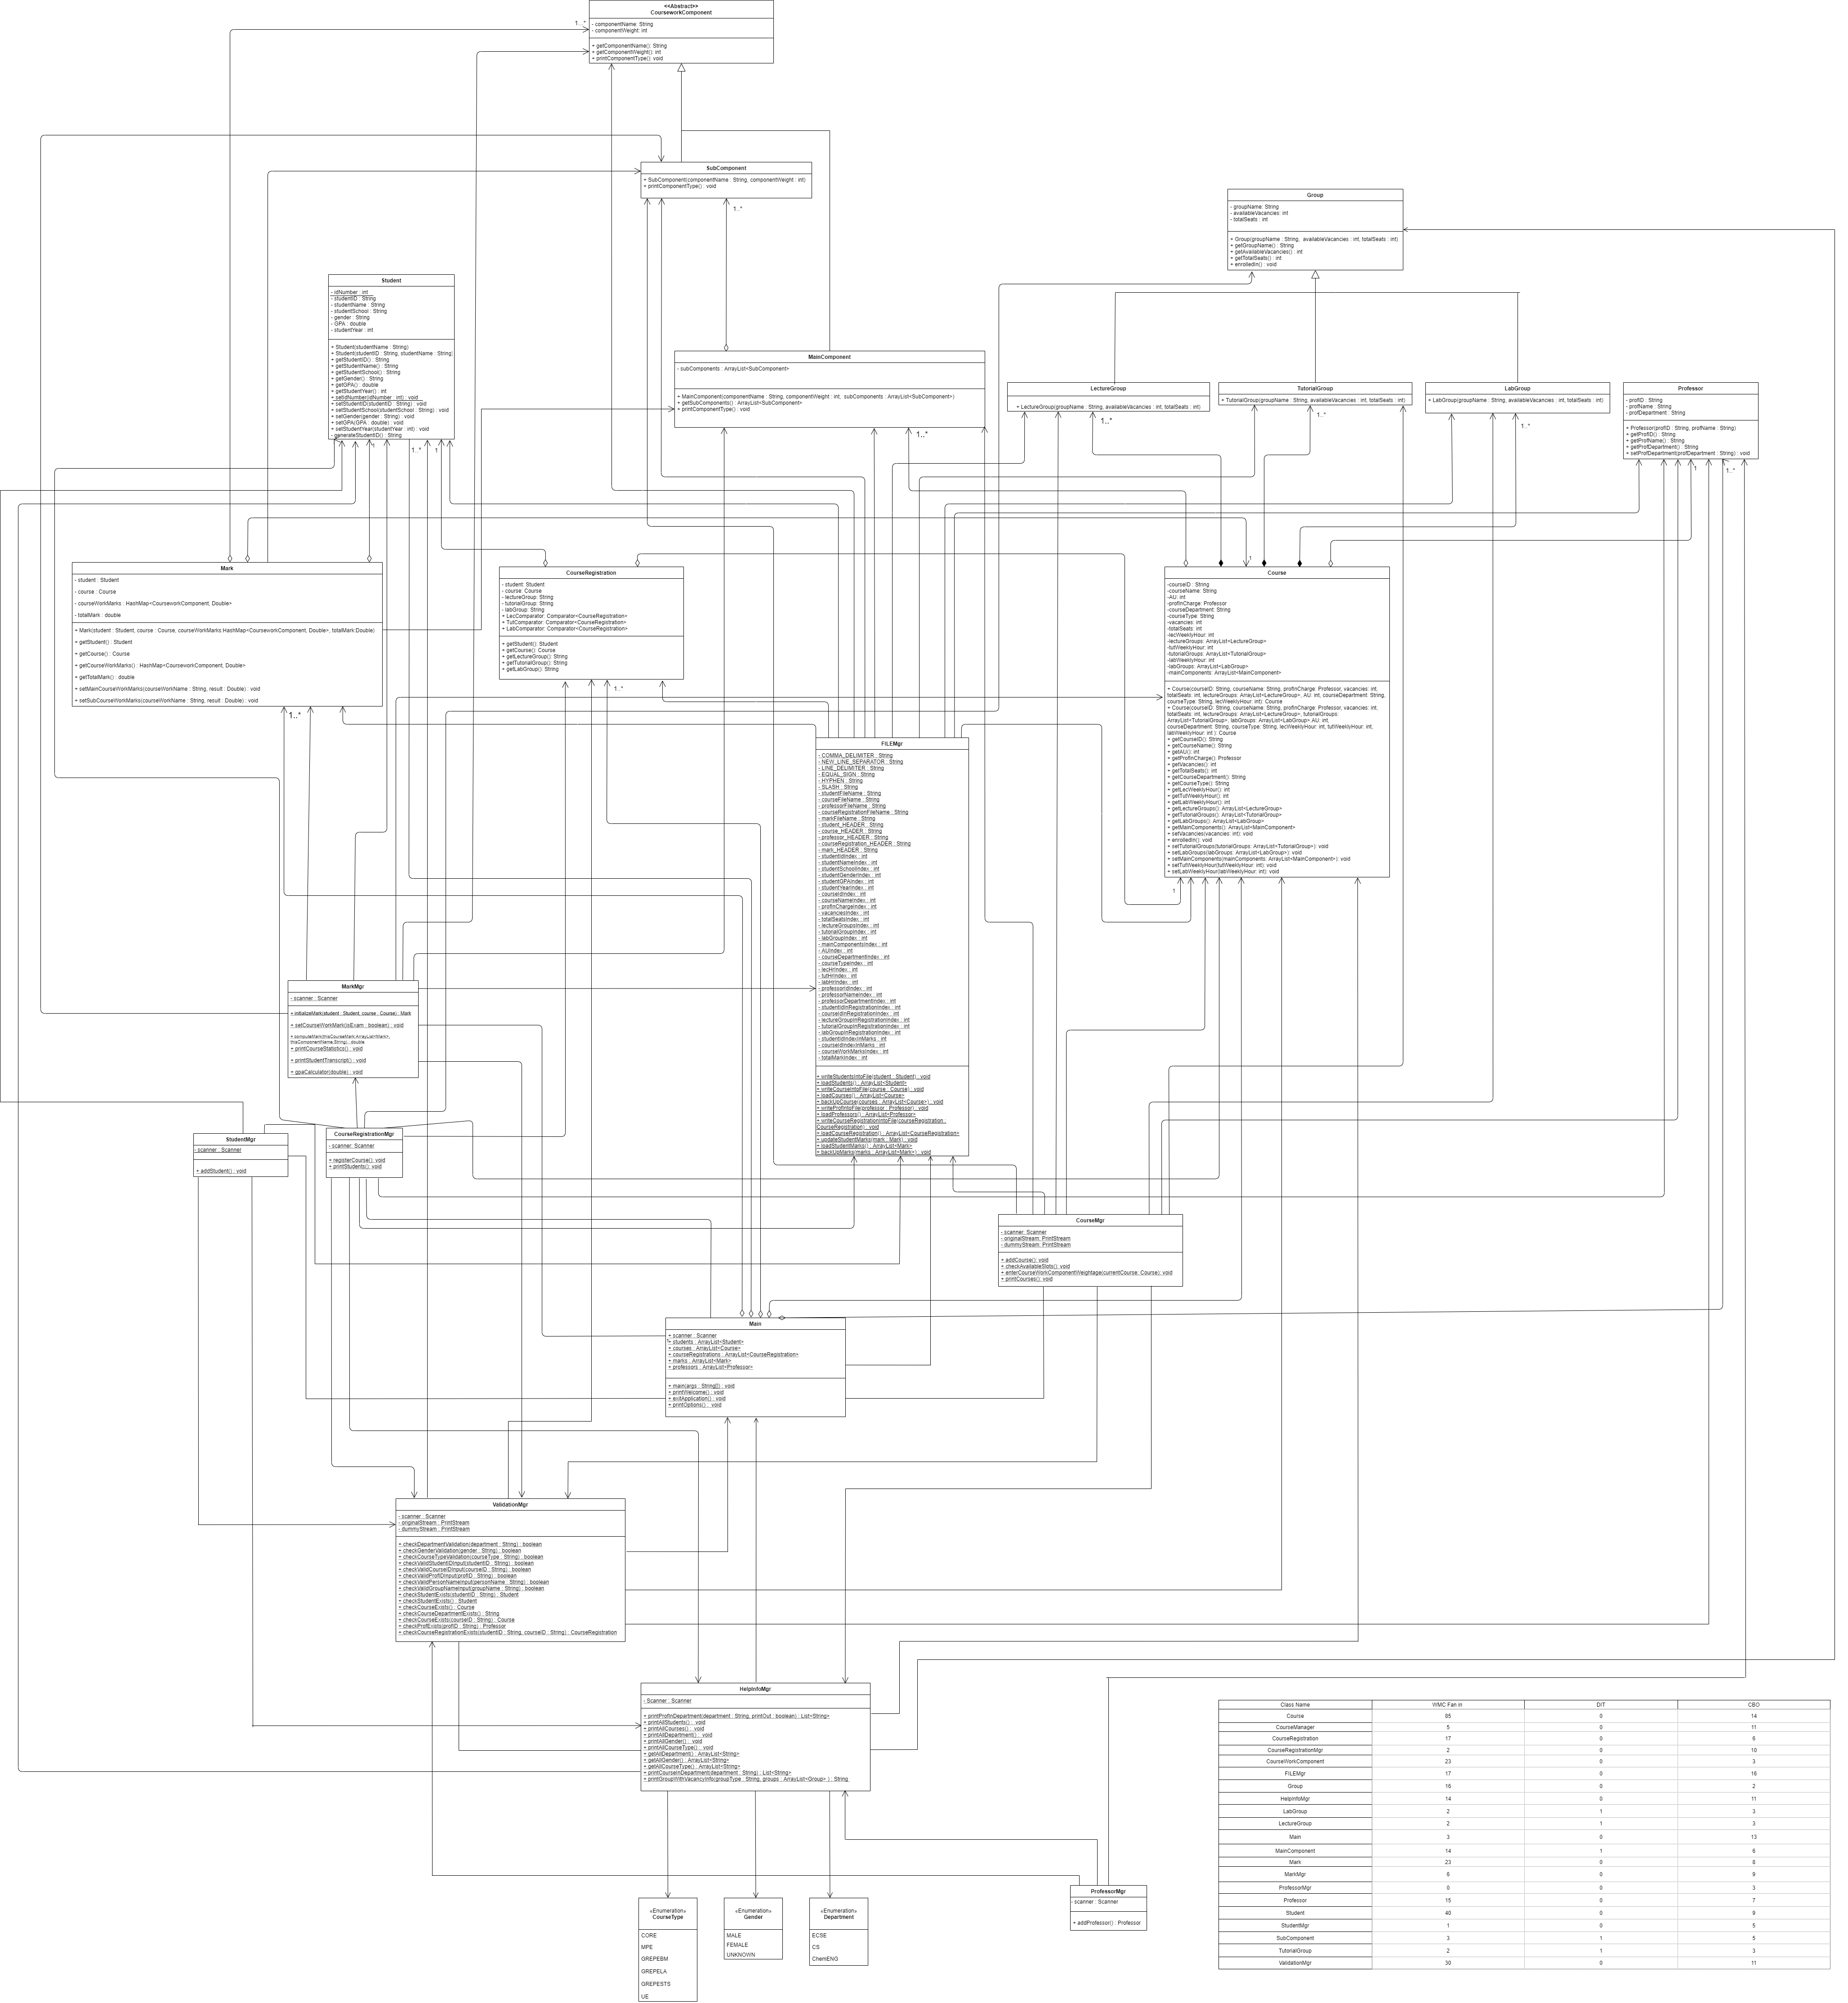 <<Abstract>>
CourseworkComponent
- componentName: String
- componentWeight: int
+ getComponentName(): String
+ getComponentWeight(): int
+ printComponentType(): void
1...*
SubComponent
+ SubComponent(componentName : String, componentWeight : int)
+ printComponentType() : void
1..*
Group
- groupName: String
- availableVacancies: int
- totalSeats : int
+ Group(groupName : String, availableVacancies : int, totalSeats : int)
+ getGroupName() : String
+ getAvailableVacancies() : int
+ getTotalSeats() : int
+ enrolledIn() : void
Student
- idNumber : int
- studentID : String
- studentName : String
- studentSchool : String
- gender : String
- GPA : double
- studentYear : int
+ Student(studentName : String)
+ Student(studentID : String, studentName : String)
+ getStudentID() : String
+ getStudentName() : String
+ getStudentSchool() : String
+ getGender() : String
+ getGPA() : double
+ getStudentYear() : int
+ setIdNumber(idNumber : int) : void
+ setStudentID(studentID : String) : void
+ setStudentSchool(studentSchool : String) : void
+ setGender(gender : String) : void
+ setGPA(GPA : double) : void
+ setStudentYear(studentYear : int) : void
- generateStudentID() : String
1
1..*
1
MainComponent
- subComponents : ArrayList<SubComponent>
+ MainComponent(componentName : String, componentWeight : int, subComponents : ArrayList<SubComponent>)
+ getSubComponents() : ArrayList<SubComponent>
+ printComponentType() : void
1..*
LectureGroup
+ LectureGroup(groupName : String, availableVacancies : int, totalSeats : int)
1..*
TutorialGroup
+ TutorialGroup(groupName : String, availableVacancies : int, totalSeats : int)
1..*
LabGroup
+ LabGroup(groupName : String, availableVacancies : int, totalSeats : int)
1..*
Professor
- profID : String
- profName : String
- profDepartment : String
+ Professor(profID : String, profName : String)
+ getProfID() : String
+ getProfName() : String
+ getProfDepartment() : String
+ setProfDepartment(profDepartment : String) : void
1
1..*
Mark
- student : Student
- course : Course
- courseWorkMarks : HashMap<CourseworkComponent, Double>
- totalMark : double
+ Mark(student : Student, course : Course, courseWorkMarks:HashMap<CourseworkComponent, Double>, totalMark:Double)
+ getStudent() : Student
+ getCourse() : Course
+ getCourseWorkMarks() : HashMap<CourseworkComponent, Double>
+ getTotalMark() : double
+ setMainCourseWorkMarks(courseWorkName : String, result : Double) : void
+ setSubCourseWorkMarks(courseWorkName : String, result : Double) : void
1..*
CourseRegistration
- student: Student
- course: Course
- lectureGroup: String
- tutorialGroup: String
- labGroup: String
+ LecComparator: Comparator<CourseRegistration>
+ TutComparator: Comparator<CourseRegistration>
+ LabComparator: Comparator<CourseRegistration>
+ getStudent(): Student
+ getCourse(): Course
+ getLectureGroup(): String
+ getTutorialGroup(): String
+ getLabGroup(): String
1..*
1
Course
-courseID : String
-courseName: String
-AU: int
-profInCharge: Professor
-courseDepartment: String
-courseType: String
-vacancies: int
-totalSeats: int
-lecWeeklyHour: int
-lectureGroups: ArrayList<LectureGroup>
-tutWeeklyHour: int
-tutorialGroups: ArrayList<TutorialGroup>
-labWeeklyHour: int
-labGroups: ArrayList<LabGroup>
-mainComponents: ArrayList<MainComponent>
+ Course(courseID: String, courseName: String, profInCharge: Professor, vacancies: int,
totalSeats: int, lectureGroups: ArrayList<LectureGroup>, AU: int, courseDepartment: String,
courseType: String, lecWeeklyHour: int): Course
+ Course(courseID: String, courseName: String, profInCharge: Professor, vacancies: int,
totalSeats: int, lectureGroups: ArrayList<LectureGroup>, tutorialGroups:
ArrayList<TutorialGroup>, labGroups: ArrayList<LabGroup>,AU: int,
courseDepartment: String, courseType: String, lecWeeklyHour: int, tutWeeklyHour: int,
labWeeklyHour: int ): Course
+ getCourseID(): String
+ getCourseName(): String
+ getAU(): int
+ getProfInCharge(): Professor
+ getVacancies(): int
+ getTotalSeats(): int
+ getCourseDepartment(): String
+ getCourseType(): String
+ getLecWeeklyHour(): int
+ getTutWeeklyHour(): int
+ getLabWeeklyHour(): int
+ getLectureGroups(): ArrayList<LectureGroup>
+ getTutorialGroups(): ArrayList<TutorialGroup>
+ getLabGroups(): ArrayList<LabGroup>
+ getMainComponents(): ArrayList<MainComponent>
+ setVacancies(vacancies: int): void
+ enrolledIn(): void
+ setTutorialGroups(tutorialGroups: ArrayList<TutorialGroup>): void
+ setLabGroups(labGroups: ArrayList<LabGroup>): void
+ setMainComponents(mainComponents: ArrayList<MainComponent>): void
+ setTutWeeklyHour(tutWeeklyHour: int): void
+ setLabWeeklyHour(labWeeklyHour: int): void
1
FILEMgr
- COMMA_DELIMITER : String
- NEW_LINE_SEPARATOR : String
- LINE_DELIMITER : String
- EQUAL_SIGN : String
- HYPHEN : String
- SLASH : String
- studentFileName : String
- courseFileName : String
- professorFileName : String
- courseRegistrationFileName : String
- markFileName : String
- student_HEADER : String
- course_HEADER : String
- professor_HEADER : String
- courseRegistration_HEADER : String
- mark_HEADER : String
- studentIdIndex : int
- studentNameIndex : int
- studentSchoolIndex : int
- studentGenderIndex : int
- studentGPAIndex : int
- studentYearIndex : int
- courseIdIndex : int
- courseNameIndex : int
- profInChargeIndex : int
- vacanciesIndex : int
- totalSeatsIndex : int
- lectureGroupsIndex : int
- tutorialGroupIndex : int
- labGroupIndex : int
- mainComponentsIndex : int
- AUIndex : int
- courseDepartmentIndex : int
- courseTypeIndex : int
- lecHrIndex : int
- tutHrIndex : int
- labHrIndex : int
- professorIdIndex : int
- professorNameIndex : int
- professorDepartmentIndex : int
- studentIdInRegistrationIndex : int
- courseIdInRegistrationIndex : int
- lectureGroupInRegistrationIndex : int
- tutorialGroupInRegistrationIndex : int
- labGroupInRegistrationIndex : int
- studentIdIndexInMarks : int
- courseIdIndexInMarks : int
- courseWorkMarksIndex : int
- totalMarkIndex : int
+ writeStudentsIntoFile(student : Student) : void
+ loadStudents() : ArrayList<Student>
+ writeCourseIntoFile(course : Course) : void
+ loadCourses() : ArrayList<Course>
+ backUpCourse(courses : ArrayList<Course>) : void
+ writeProfIntoFile(professor : Professor) : void
+ loadProfessors() : ArrayList<Professor>
+ writeCourseRegistrationIntoFile(courseRegistration :
CourseRegistration) : void
+ loadCourseRegistration() : ArrayList<CourseRegistration>
+ updateStudentMarks(mark : Mark) : void
+ loadStudentMarks() : ArrayList<Mark>
+ backUpMarks(marks : ArrayList<Mark>) : void
MarkMgr
- scanner : Scanner
+ initializeMark(student : Student, course : Course) : Mark
+ setCourseWorkMark(isExam : boolean) : void
+ computeMark(thisCourseMark:ArrayList<Mark>,
thisComponentName:String) : double
+ printCourseStatistics() : void
+ printStudentTranscript() : void
+ gpaCalculator(double) : void
StudentMgr
- scanner : Scanner
+ addStudent() : void
CourseRegistrationMgr
- scanner: Scanner
+ registerCourse(): void
+ printStudents(): void
CourseMgr
- scanner: Scanner
- originalStream: PrintStream
- dummyStream: PrintStream
+ addCourse(): void
+ checkAvailableSlots(): void
+ enterCourseWorkComponentWeightage(currentCourse: Course): void
+ printCourses(): void
Main
+ scanner : Scanner
+ students : ArrayList<Student>
+ courses : ArrayList<Course>
+ courseRegistrations : ArrayList<CourseRegistration>
+ marks : ArrayList<Mark>
+ professors : ArrayList<Professor>
+ main(args : String[]) : void
+ printWelcome() : void
+ exitApplication() : void
+ printOptions() : void
ValidationMgr
- scanner : Scanner
- originalStream : PrintStream
- dummyStream : PrintStream
+ checkDepartmentValidation(department : String) : boolean
+ checkGenderValidation(gender : String) : boolean
+ checkCourseTypeValidation(courseType : String) : boolean
+ checkValidStudentIDInput(studentID : String) : boolean
+ checkValidCourseIDInput(courseID : String) : boolean
+ checkValidProfIDInput(profID : String) : boolean
+ checkValidPersonNameInput(personName : String) : boolean
+ checkValidGroupNameInput(groupName : String) : boolean
+ checkStudentExists(studentID : String) : Student
+ checkStudentExists() : Student
+ checkCourseExists() : Course
+ checkCourseDepartmentExists() : String
+ checkCourseExists(courseID : String) : Course
+ checkProfExists(profID : String) : Professor
+ checkCourseRegistrationExists(studentID : String, courseID : String) : CourseRegistration
HelpInfoMgr
- Scanner : Scanner
+ printProfInDepartment(department : String, printOut : boolean) : List<String>
+ printAllStudents() : void
+ printAllCourses() : void
+ printAllDepartment() : void
+ printAllGender() : void
+ printAllCourseType() : void
+ getAllDepartment() : ArrayList<String>
+ getAllGender() : ArrayList<String>
+ getAllCourseType() : ArrayList<String>
+ printCourseInDepartment(department : String) : List<String>
+ printGroupWithVacancyInfo(groupType : String, groups : ArrayList<Group> ) : String
«Enumeration»
CourseType
CORE
MPE
GREPEBM
GREPELA
GREPESTS
UE
«Enumeration»
Gender
MALE
FEMALE
UNKNOWN
«Enumeration»
Department
ECSE
CS
ChemENG
ProfessorMgr
- scanner : Scanner
+ addProfessor() : Professor
Class Name WMC Fan in DIT CBO
Course 85 0 14
CourseManager 5 0 11
CourseRegistration 17 0 6
CourseRegistrationMgr 2 0 10
CourseWorkComponent 23 0 3
FILEMgr 17 0 16
Group 16 0 2
HelpInfoMgr 14 0 11
LabGroup 2 1 3
LectureGroup 2 1 3
Main 3 0 13
MainComponent 14 1 6
Mark 23 0 8
MarkMgr 6 0 9
ProfessorMgr 0 0 3
Professor 15 0 7
Student 40 0 9
StudentMgr 1 0 5
SubComponent 3 1 5
TutorialGroup 2 1 3
ValidationMgr 30 0 11